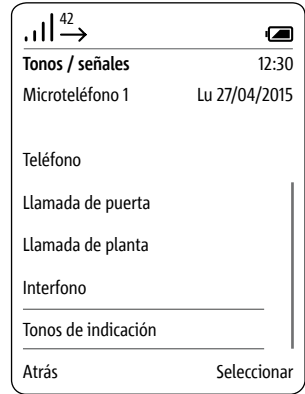 42
Tonos / señales 12:30
Microteléfono 1 Lu 27/04/2015
Teléfono
Llamada de puerta
Llamada de planta
Interfono
Tonos de indicación
Atrás Seleccionar